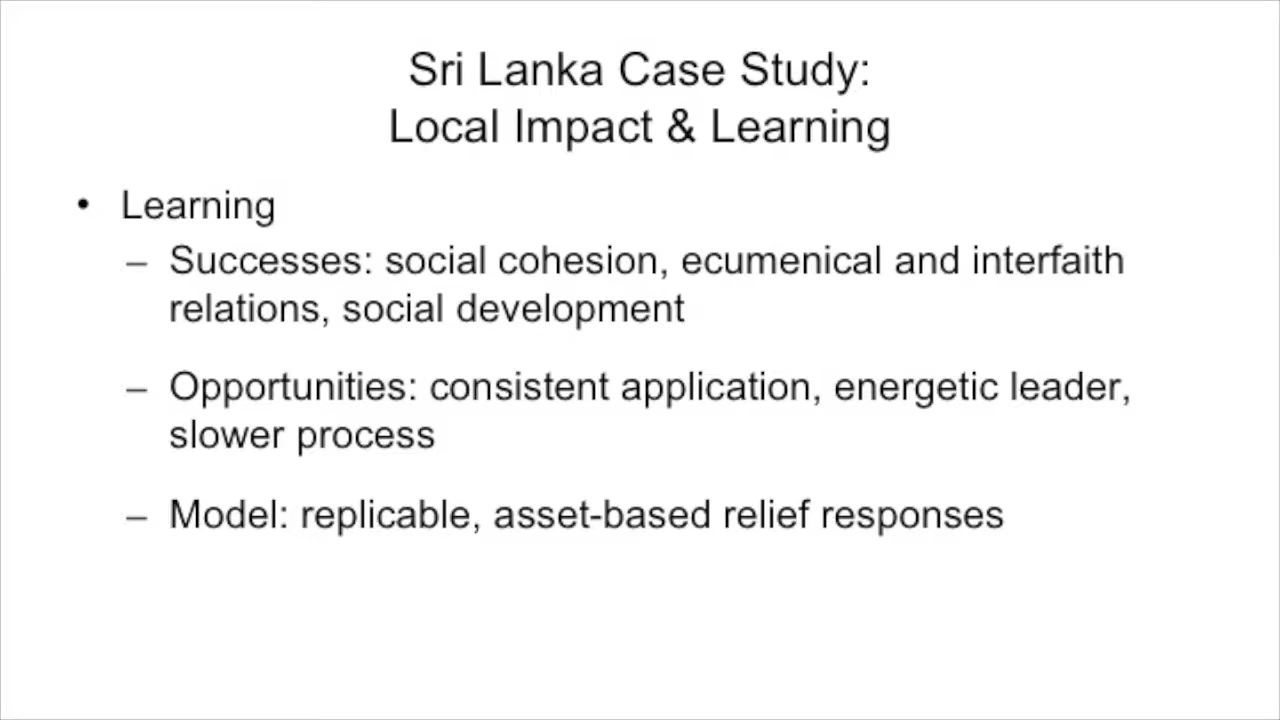 Sri Lanka Case Study:
Local Impact & Learning
• Learning
– Successes: social cohesion, ecumenical and interfaith
relations, social development
– Opportunities: consistent application, energetic leader,
slower process
– Model: replicable, asset-based relief responses